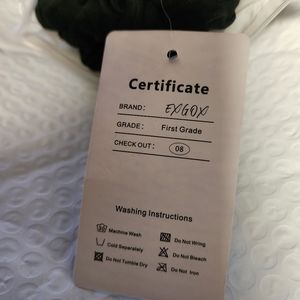 Certificate
BRAND: EXGOX
GRADE: First Grade
CHECK OUT: 08
Washing Instructions
Machine Wash Do Not Wring
Cold Separately Do Not Bleach
Do Not Tumble Dry Do Not Iron